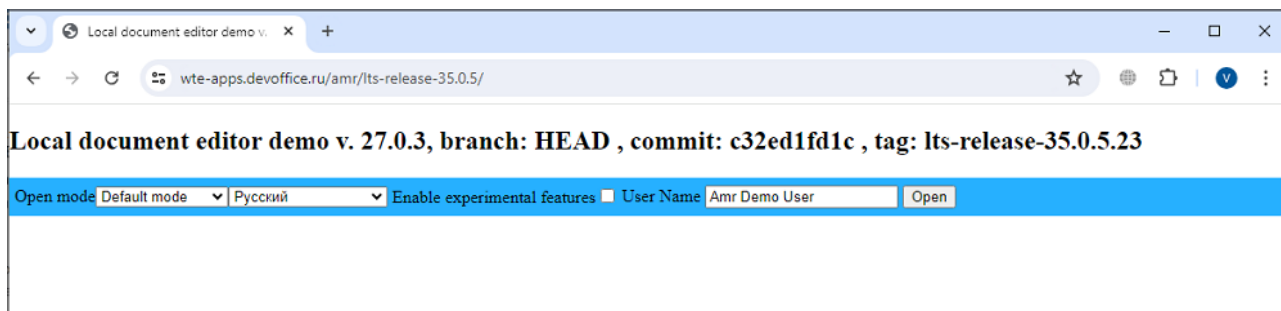 Local document editor demo v.
wte-apps.devoffice.ru/amr/lts-release-35.0.5/
V
Local document editor demo v. 27.0.3, branch: HEAD , commit: c32ed1fd1c , tag: lts-release-35.0.5.23
Open mode Default mode Русский Enable experimental features User Name Amr Demo User Open